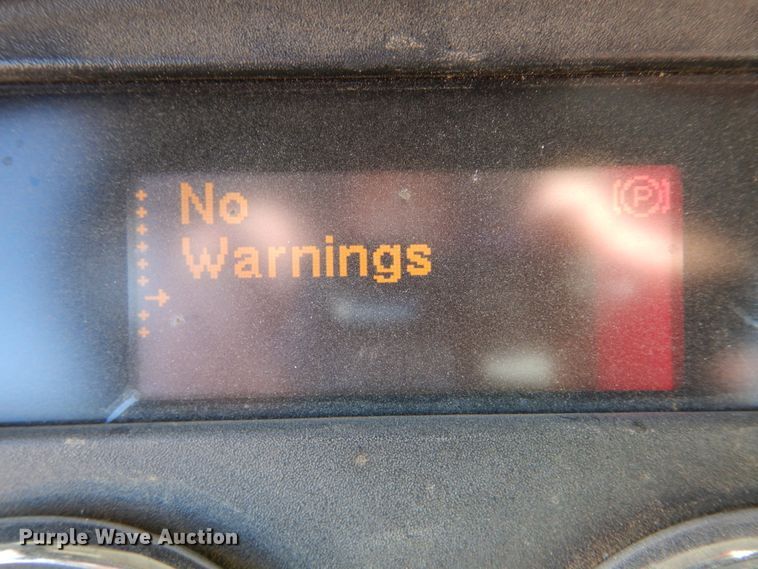 No
Warnings
(P)
Purple Wave Auction